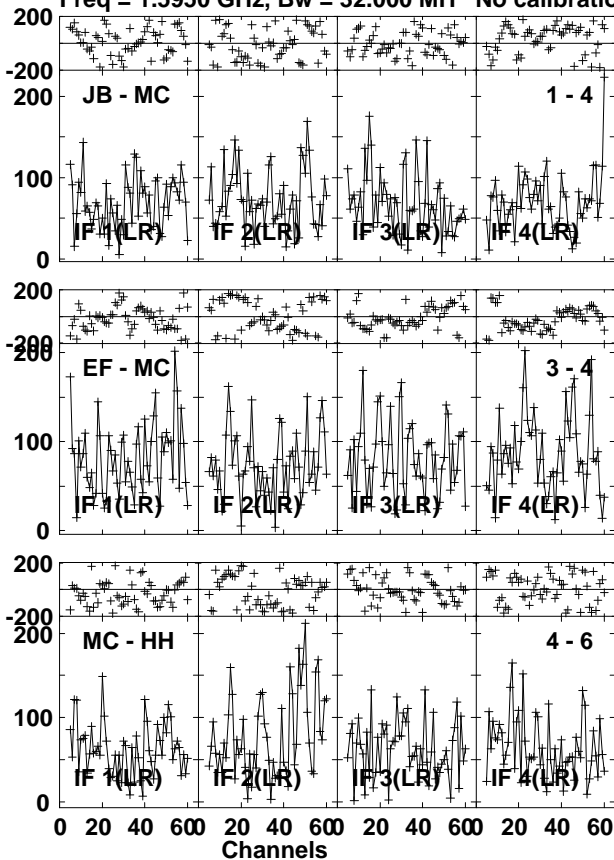 Freq = 1.5950 GHz, Bw = 32.000 MH No calibratio
200
-200
200
100
0
JB - MC
1 - 4
IF 1(LR) IF 2(LR) IF 3(LR) IF 4(LR)
200
-200
200
100
0
EF - MC
3 - 4
IF 1(LR) IF 2(LR) IF 3(LR) IF 4(LR)
200
-200
200
100
0
MC - HH
4 - 6
IF 1(LR) IF 2(LR) IF 3(LR) IF 4(LR)
0 20 40 60 0 20 40 60 0 20 40 60 0 20 40 60
Channels